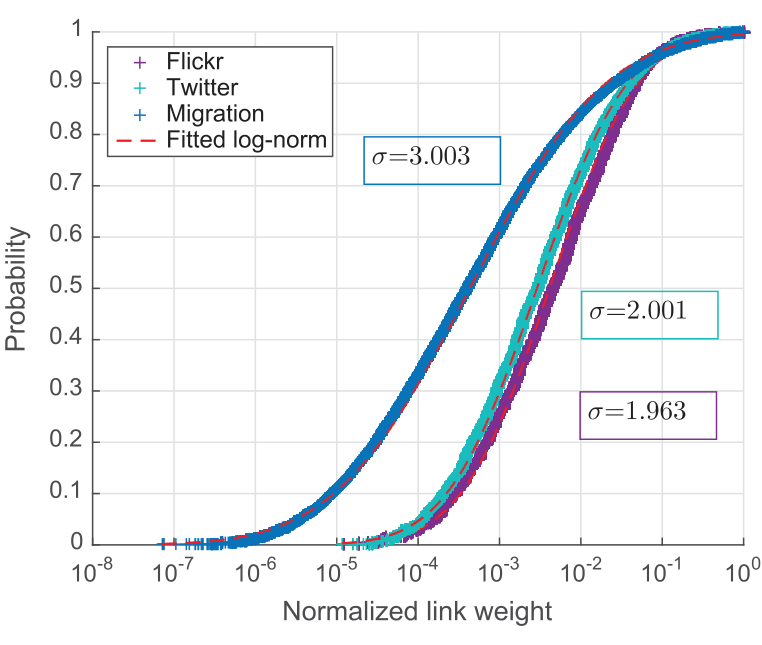 Flickr
Twitter
Migration
Fitted log-norm
σ=3.003
σ=2.001
σ=1.963
Probability
1
0.9
0.8
0.7
0.6
0.5
0.4
0.3
0.2
0.1
0
10⁻⁸ 10⁻⁷ 10⁻⁶ 10⁻⁵ 10⁻⁴ 10⁻³ 10⁻² 10⁻¹ 10⁰
Normalized link weight